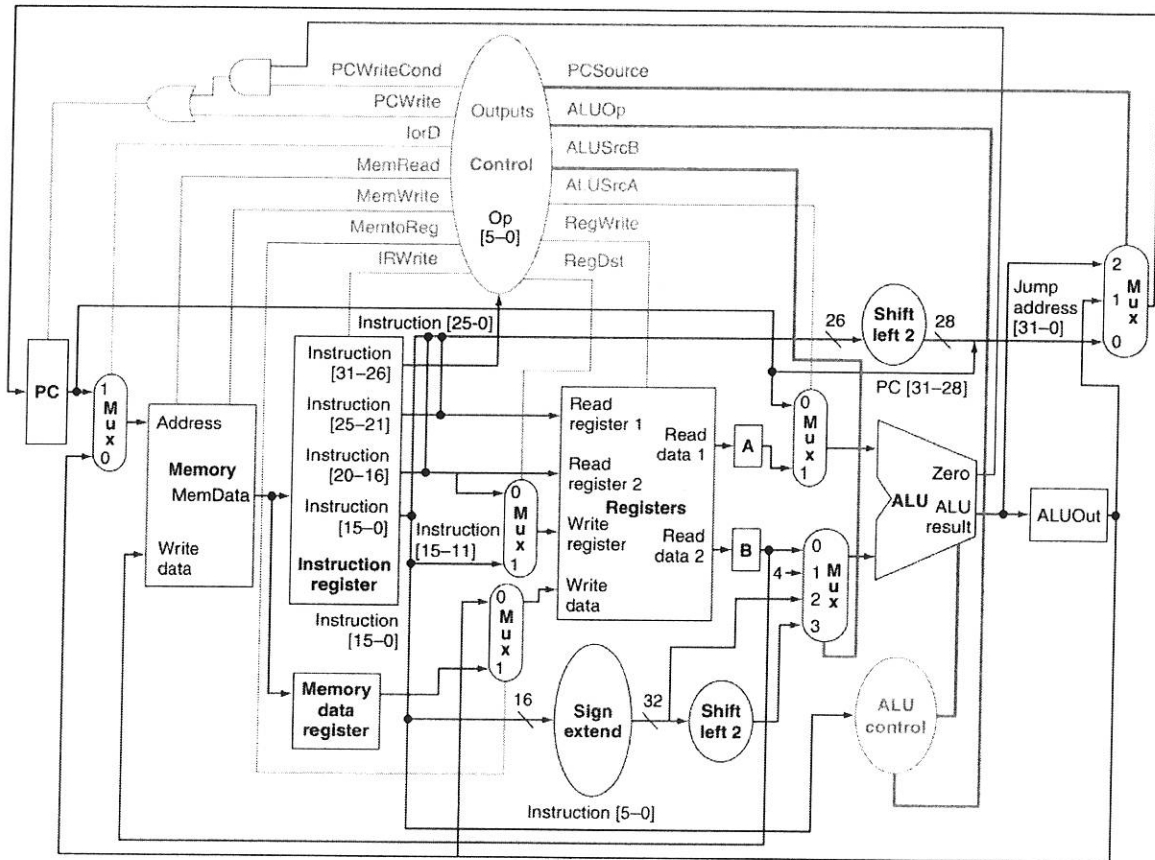 PCWriteCond
PCWrite
IorD
MemRead
MemWrite
MemtoReg
IRWrite
Outputs
Control
Op
[5–0]
PCSource
ALUOp
ALUSrcB
ALUSrcA
RegWrite
RegDst
Instruction [25-0]
26
Shift
left 2
28
Jump
address
[31–0]
2
1
0
Mux
PC [31–28]
PC
1
Mux
0
Address
Memory
MemData
Write
data
Instruction
[31–26]
Instruction
[25–21]
Instruction
[20–16]
Instruction
[15–0]
Instruction
register
Instruction
[15–11]
Instruction
[15–0]
Memory
data
register
0
Mux
1
0
Mux
1
Read
register 1
Read
register 2
Registers
Write
register
Write
data
Read
data 1
Read
data 2
A
B
0
Mux
1
4
0
1
2
3
Mux
Zero
ALU
ALU
result
ALUOut
16
Sign
extend
32
Shift
left 2
ALU
control
Instruction [5–0]